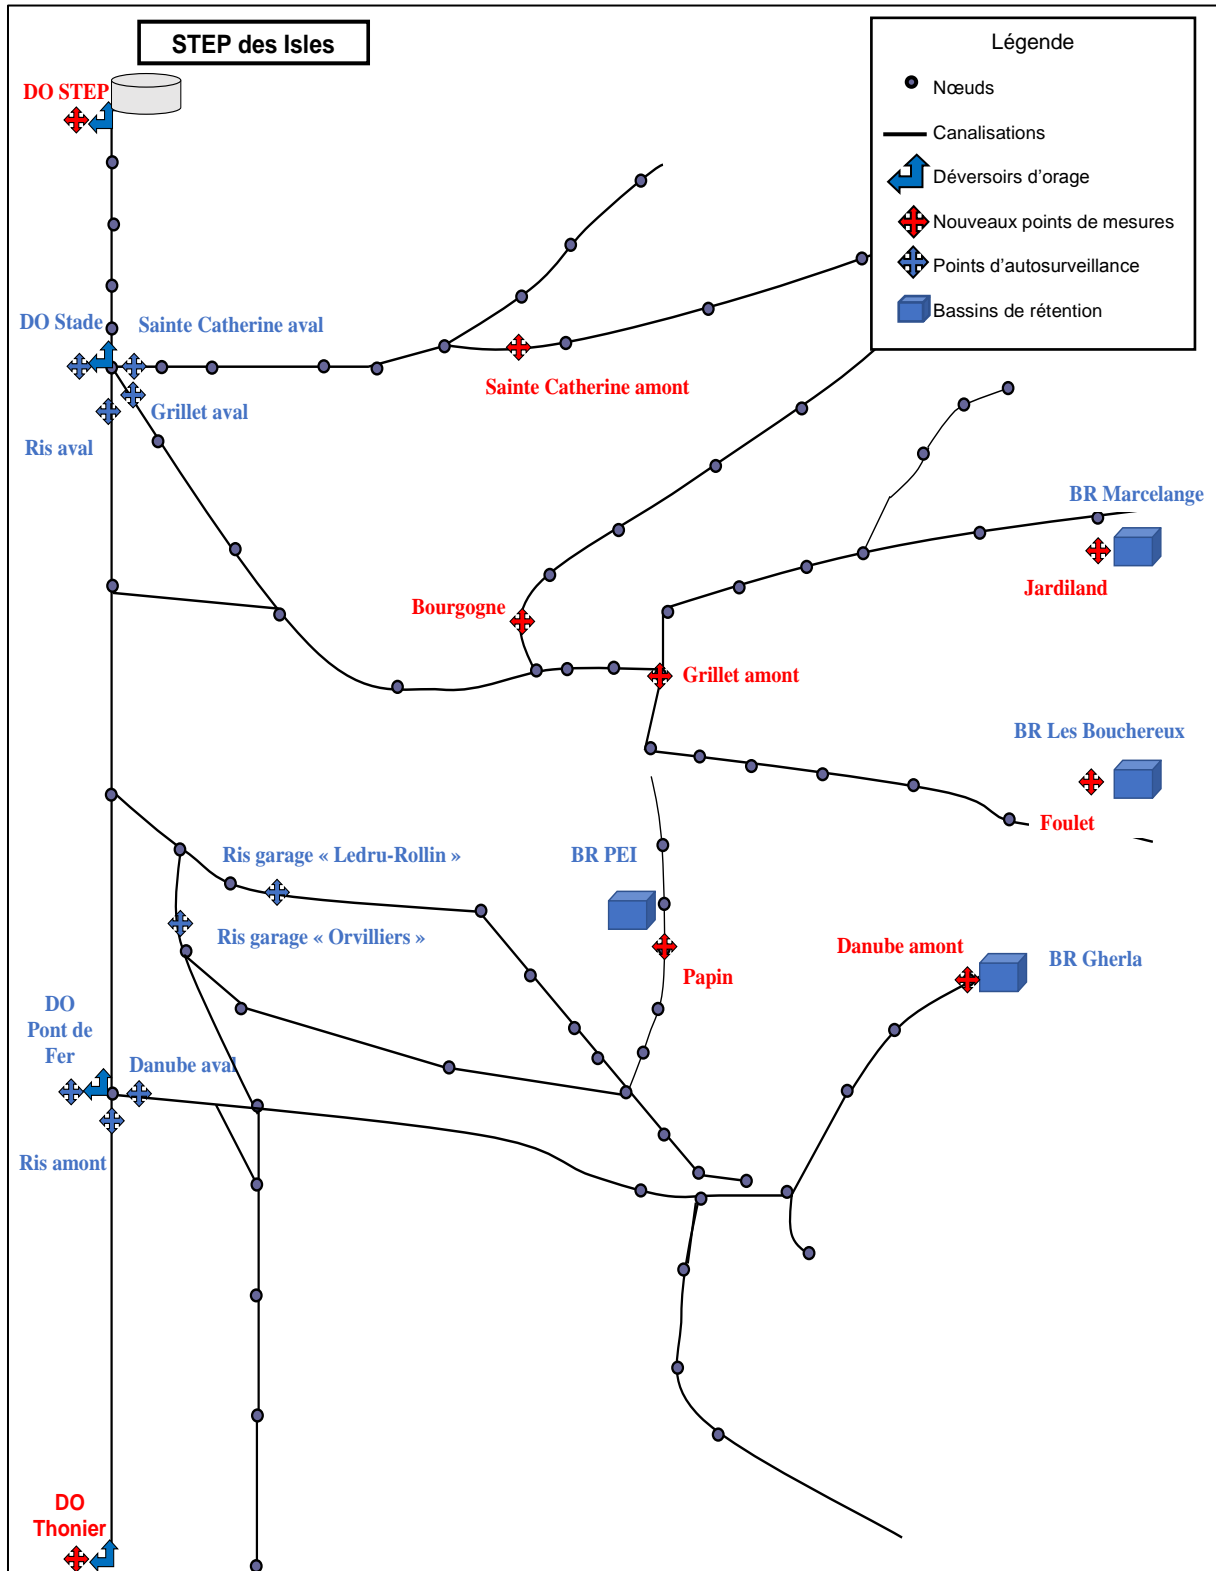 STEP des Isles
Légende
Nœuds
Canalisations
Déversoirs d'orage
Nouveaux points de mesures
Points d'autosurveillance
Bassins de rétention
DO STEP
DO Stade
Sainte Catherine aval
Sainte Catherine amont
Grillet aval
Ris aval
BR Marcelange
Jardiland
Bourgogne
Grillet amont
BR Les Bouchereux
Foulet
Ris garage « Ledru-Rollin »
BR PEI
Ris garage « Orvilliers »
Danube amont
BR Gherla
Papin
DO
Pont de
Fer
Danube aval
Ris amont
DO
Thonier